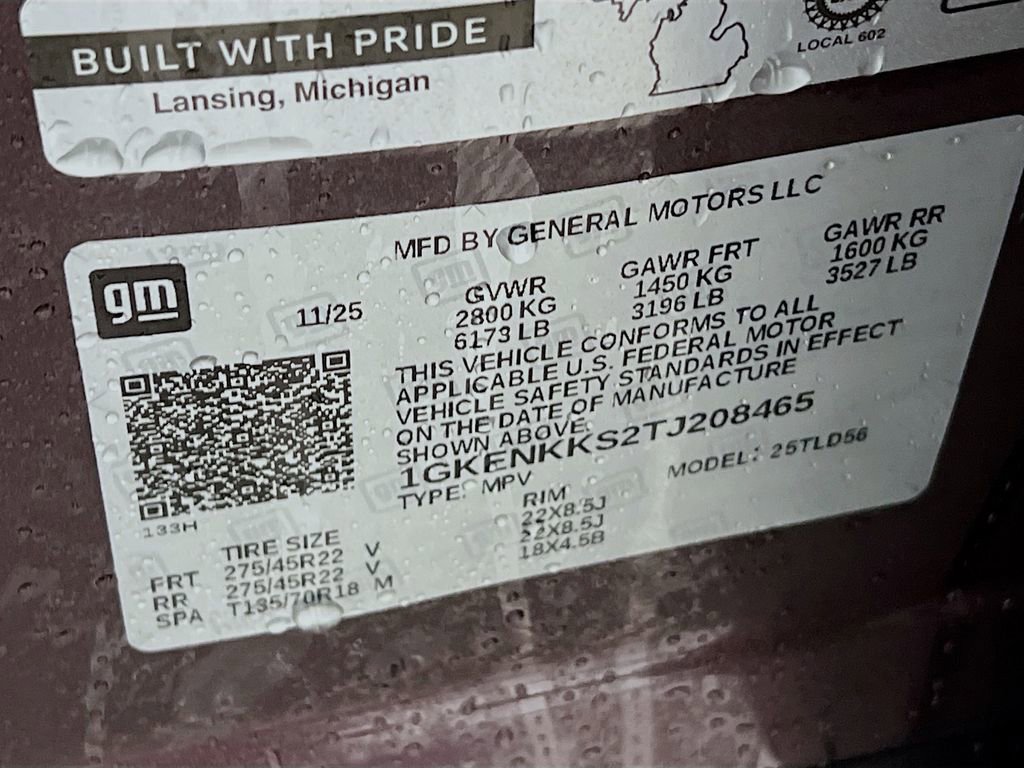 BUILT WITH PRIDE
Lansing, Michigan
LOCAL 602
MFD BY GENERAL MOTORS LLC
gm
11/25
GVWR GAWR FRT GAWR RR
2800 KG 1450 KG 1600 KG
6173 LB 3196 LB 3527 LB
THIS VEHICLE CONFORMS TO ALL
APPLICABLE U.S. FEDERAL MOTOR
VEHICLE SAFETY STANDARDS IN EFFECT
ON THE DATE OF MANUFACTURE
SHOWN ABOVE.
1GKENKKS2TJ208465
TYPE: MPV MODEL: 25TLD56
133H
TIRE SIZE RIM
FRT 275/45R22 V 22X8.5J
RR 275/45R22 V 22X8.5J
SPA T135/70R18 M 18X4.5B